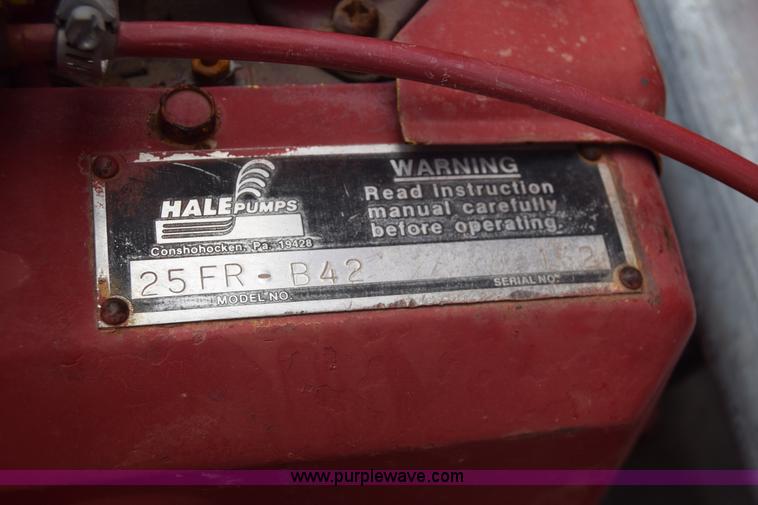 HALE PUMPS
Conshohocken, Pa. 19428
WARNING
Read Instruction
manual carefully
before operating.
25FR-B42
MODEL NO.
SERIAL NO.
www.purplewave.com